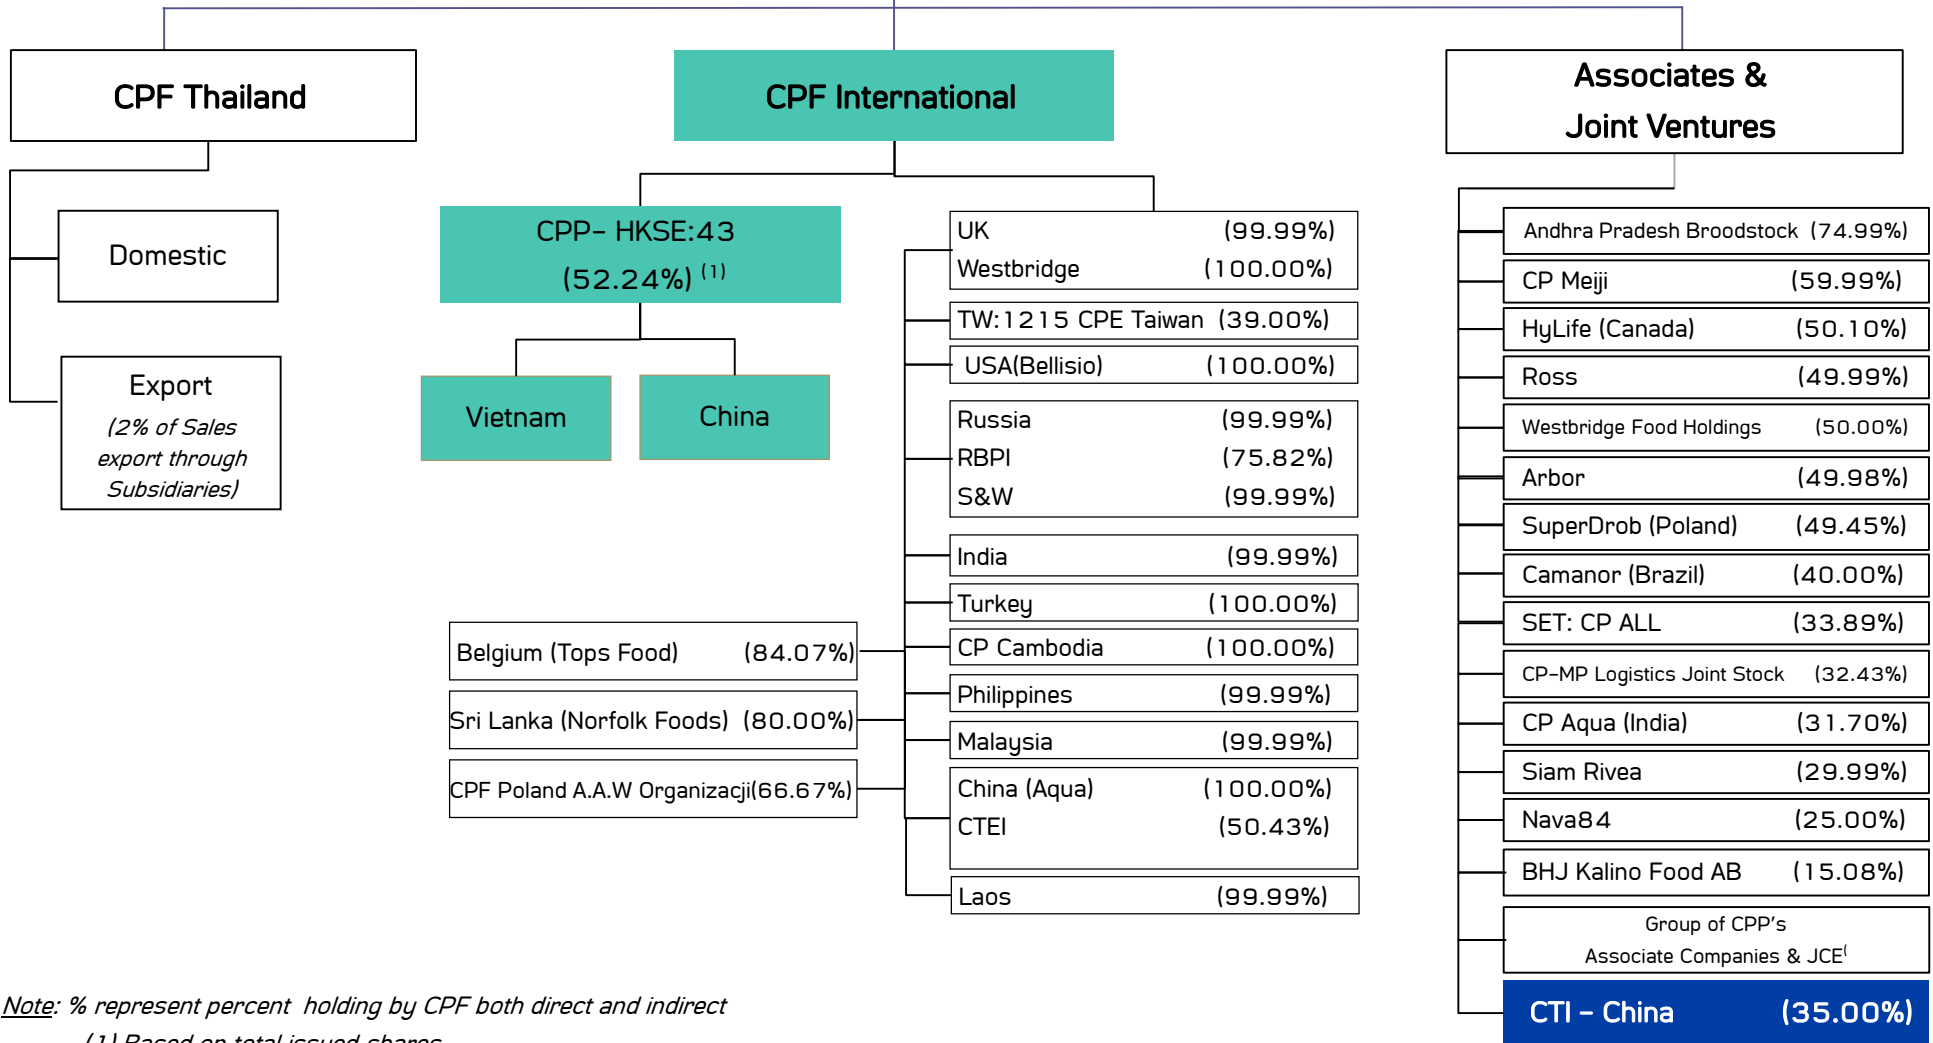 CPF Thailand
CPF International
Associates &
Joint Ventures
Domestic
Export
(2% of Sales
export through
Subsidiaries)
CPP- HKSE:43
(52.24%) (1)
Vietnam
China
Belgium (Tops Food) (84.07%)
Sri Lanka (Norfolk Foods) (80.00%)
CPF Poland A.A.W Organizacji(66.67%)
UK (99.99%)
Westbridge (100.00%)
TW:1215 CPE Taiwan (39.00%)
USA(Bellisio) (100.00%)
Russia (99.99%)
RBPI (75.82%)
S&W (99.99%)
India (99.99%)
Turkey (100.00%)
CP Cambodia (100.00%)
Philippines (99.99%)
Malaysia (99.99%)
China (Aqua) (100.00%)
CTEI (50.43%)
Laos (99.99%)
Andhra Pradesh Broodstock (74.99%)
CP Meiji (59.99%)
HyLife (Canada) (50.10%)
Ross (49.99%)
Westbridge Food Holdings (50.00%)
Arbor (49.98%)
SuperDrob (Poland) (49.45%)
Camanor (Brazil) (40.00%)
SET: CP ALL (33.89%)
CP-MP Logistics Joint Stock (32.43%)
CP Aqua (India) (31.70%)
Siam Rivea (29.99%)
Nava84 (25.00%)
BHJ Kalino Food AB (15.08%)
Group of CPP's
Associate Companies & JCE(
CTI - China (35.00%)
Note: % represent percent holding by CPF both direct and indirect
(1) Based on total issued shares